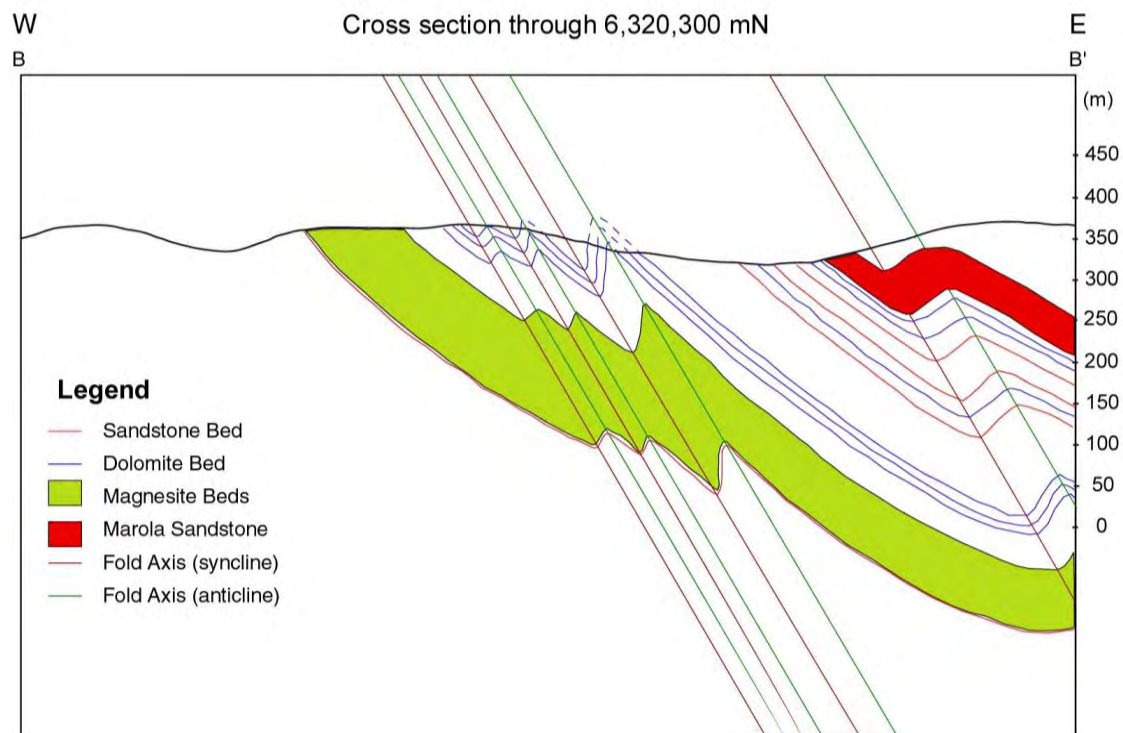 W
Cross section through 6,320,300 mN
E
B
B'
(m)
450
400
350
300
250
200
150
100
50
0
Legend
Sandstone Bed
Dolomite Bed
Magnesite Beds
Marola Sandstone
Fold Axis (syncline)
Fold Axis (anticline)